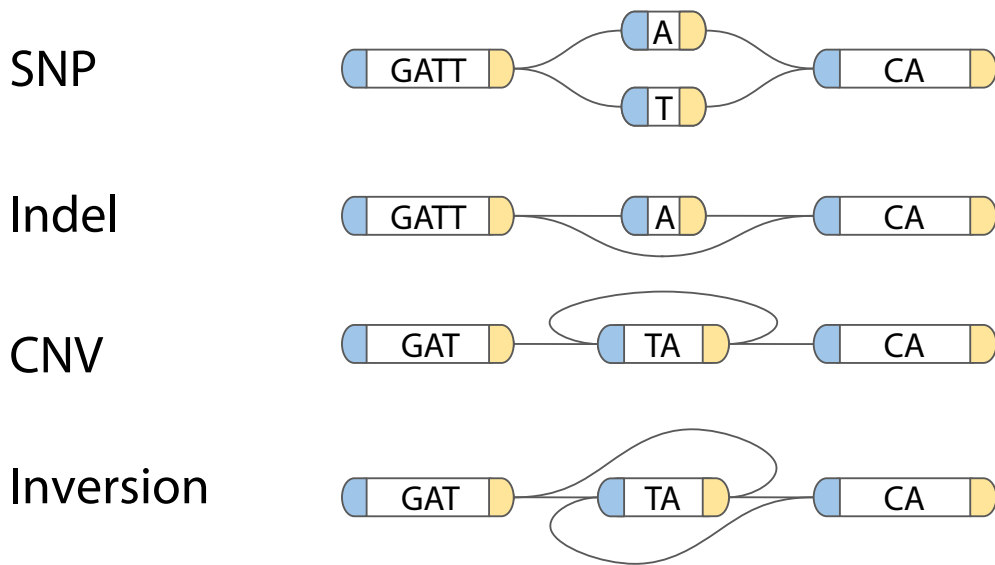 A
SNP GATT CA
T
Indel GATT A CA
CNV GAT TA CA
Inversion GAT TA CA